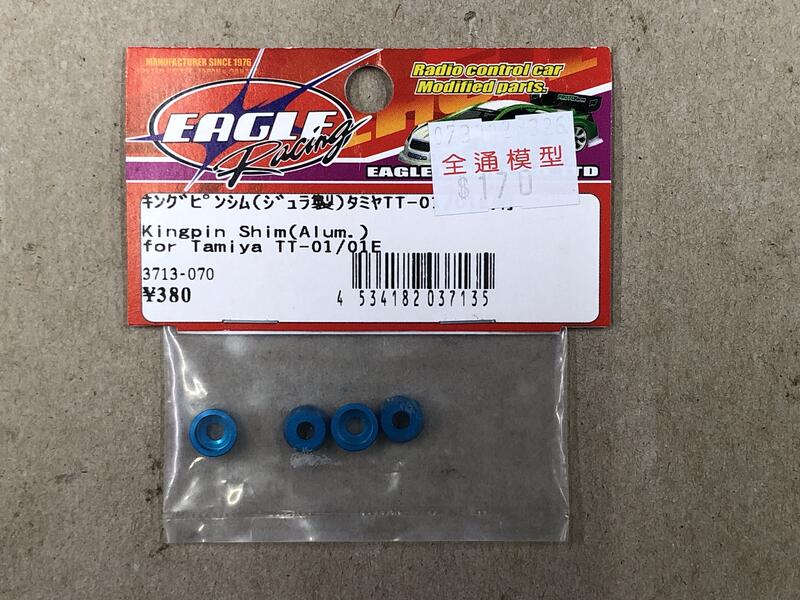 MANUFACTURER SINCE 1976
EAGLE
Racing
Radio control car
Modified parts.
全通模型
$170
EAGLE
キングピンシム(ジュラ製)タミヤTT-01
Kingpin Shim(Alum.)
for Tamiya TT-01/01E
3713-070
¥380
4 534182 037135